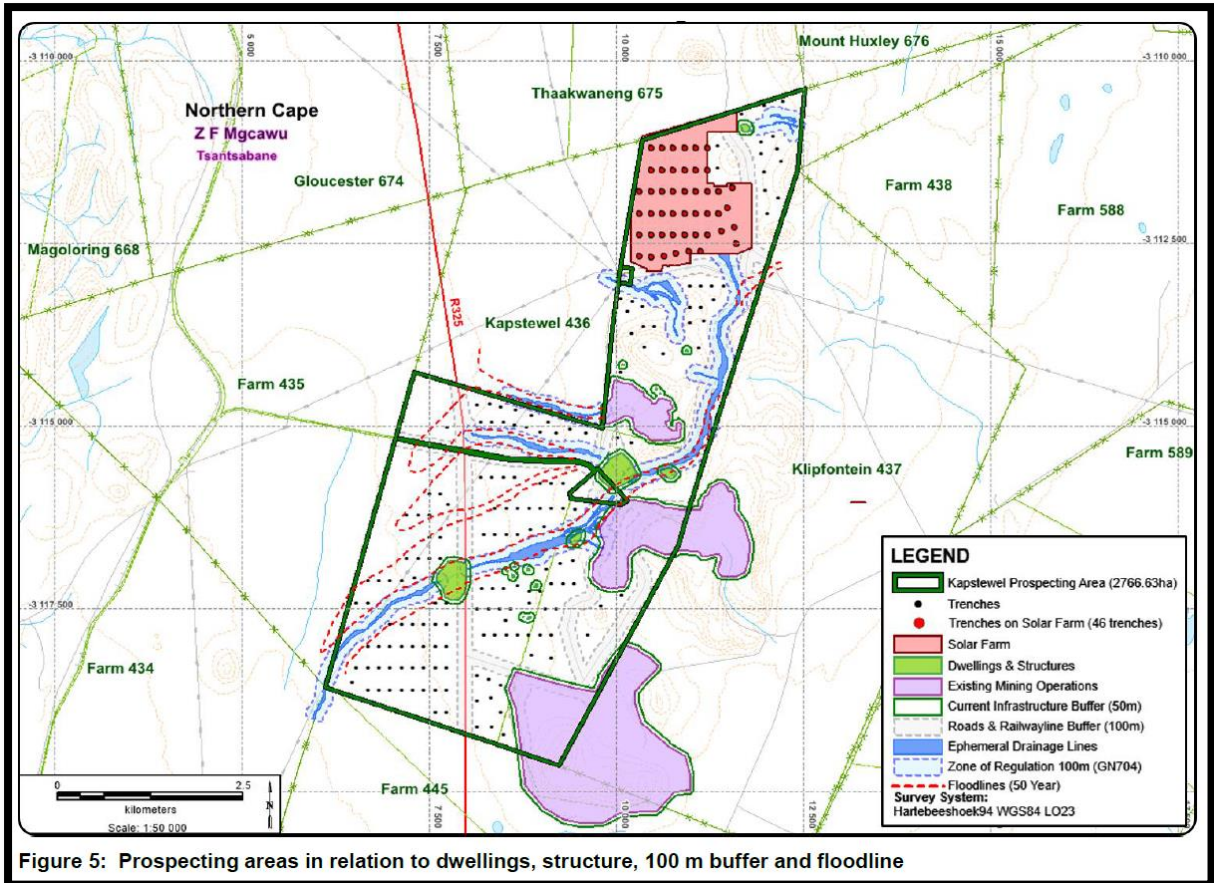 Mount Huxley 676
-3 110 000
5 000
7 500
10 000
15 000
-3 110 000
Northern Cape
Z F Mgcawu
Tsantsabane
Thaakwaneng 675
Gloucester 674
Farm 438
Farm 588
Magoloring 668
-3 112 500
-3 112 500
R325
Kapstewel 436
Farm 435
-3 115 000
-3 115 000
Farm 589
Klipfontein 437
-3 117 500
Farm 434
Farm 445
7 500
10 000
12 500
LEGEND
Kapstewel Prospecting Area (2766.63ha)
Trenches
Trenches on Solar Farm (46 trenches)
Solar Farm
Dwellings & Structures
Existing Mining Operations
Current Infrastructure Buffer (50m)
Roads & Railwayline Buffer (100m)
Ephemeral Drainage Lines
Zone of Regulation 100m (GN704)
Floodlines (50 Year)
Survey System:
Hartebeeshoek94 WGS84 LO23
0 2.5
kilometers
N
Scale: 1:50 000
Figure 5: Prospecting areas in relation to dwellings, structure, 100 m buffer and floodline